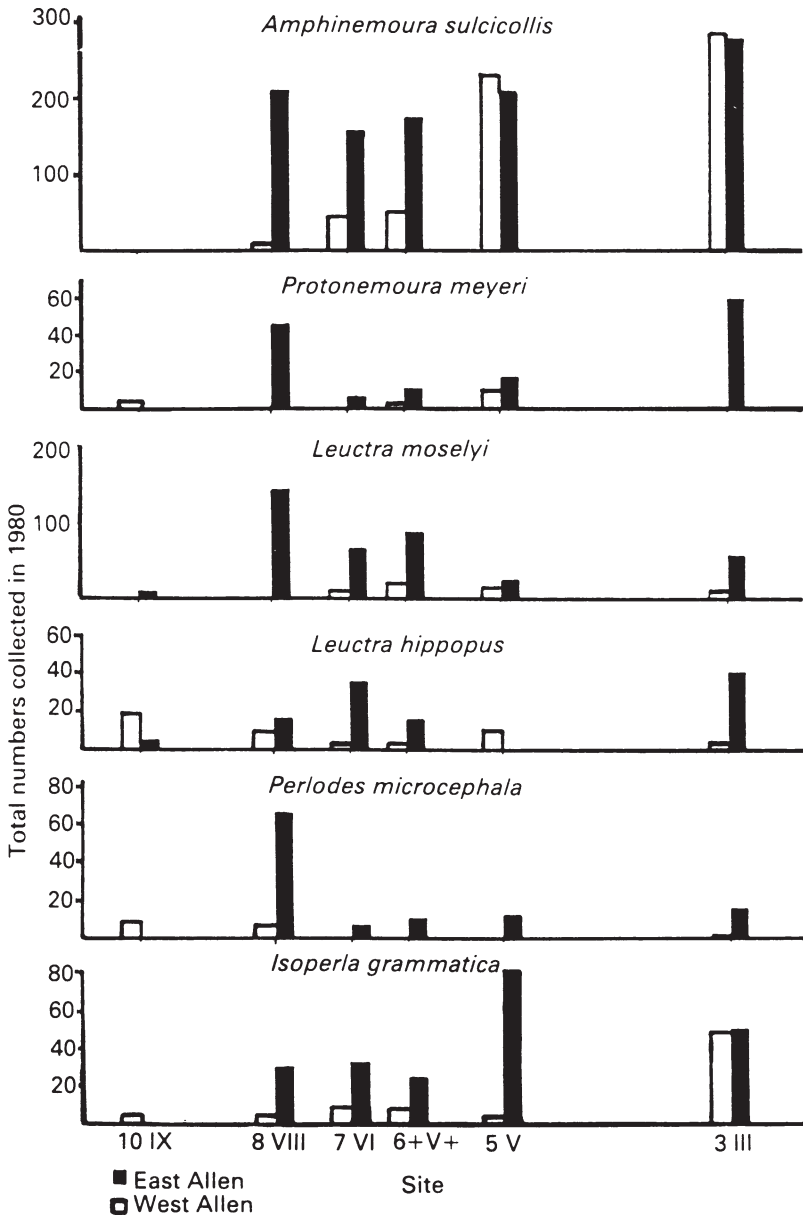 Amphinemoura sulcicollis
300
200
100
Protonemoura meyeri
60
40
20
Leuctra moselyi
200
100
Leuctra hippopus
60
40
20
Perlodes microcephala
80
60
40
20
Isoperla grammatica
80
60
40
20
Total numbers collected in 1980
10 IX 8 VIII 7 VI 6+V+ 5 V 3 III
Site
East Allen
West Allen